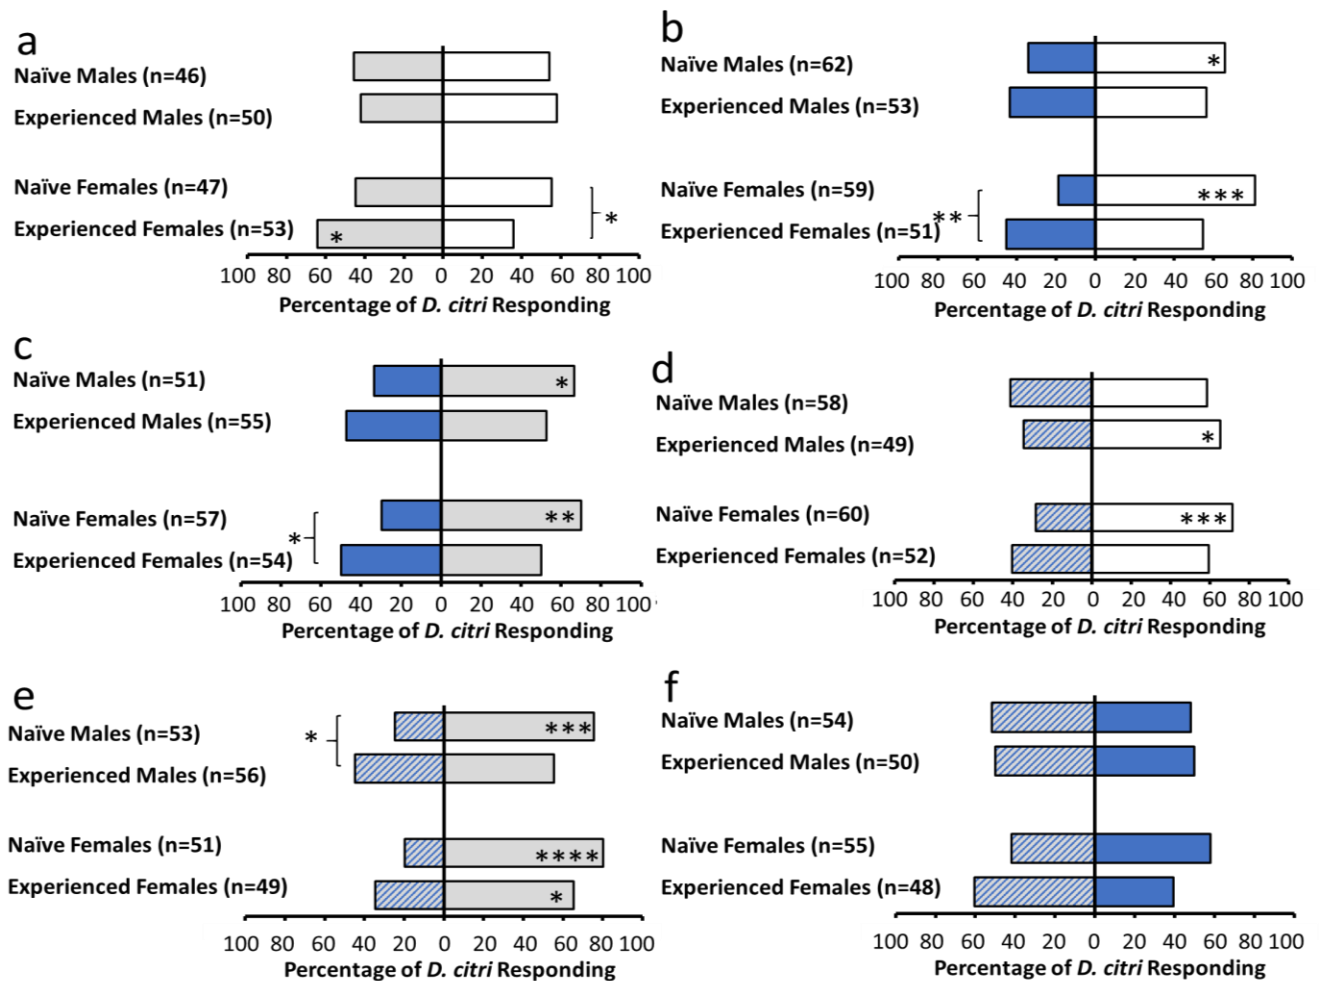 a
Naïve Males (n=46)
Experienced Males (n=50)
Naïve Females (n=47)
*
Experienced Females (n=53)
*
100 80 60 40 20 0 20 40 60 80 100
Percentage of D. citri Responding
b
Naïve Males (n=62)
*
Experienced Males (n=53)
Naïve Females (n=59)
***
**
Experienced Females (n=51)
100 80 60 40 20 0 20 40 60 80 100
Percentage of D. citri Responding
c
Naïve Males (n=51)
*
Experienced Males (n=55)
Naïve Females (n=57)
**
*
Experienced Females (n=54)
100 80 60 40 20 0 20 40 60 80 100
Percentage of D. citri Responding
d
Naïve Males (n=58)
Experienced Males (n=49)
*
Naïve Females (n=60)
***
Experienced Females (n=52)
100 80 60 40 20 0 20 40 60 80 100
Percentage of D. citri Responding
e
Naïve Males (n=53)
***
*
Experienced Males (n=56)
Naïve Females (n=51)
****
Experienced Females (n=49)
*
100 80 60 40 20 0 20 40 60 80 100
Percentage of D. citri Responding
f
Naïve Males (n=54)
Experienced Males (n=50)
Naïve Females (n=55)
Experienced Females (n=48)
100 80 60 40 20 0 20 40 60 80 100
Percentage of D. citri Responding